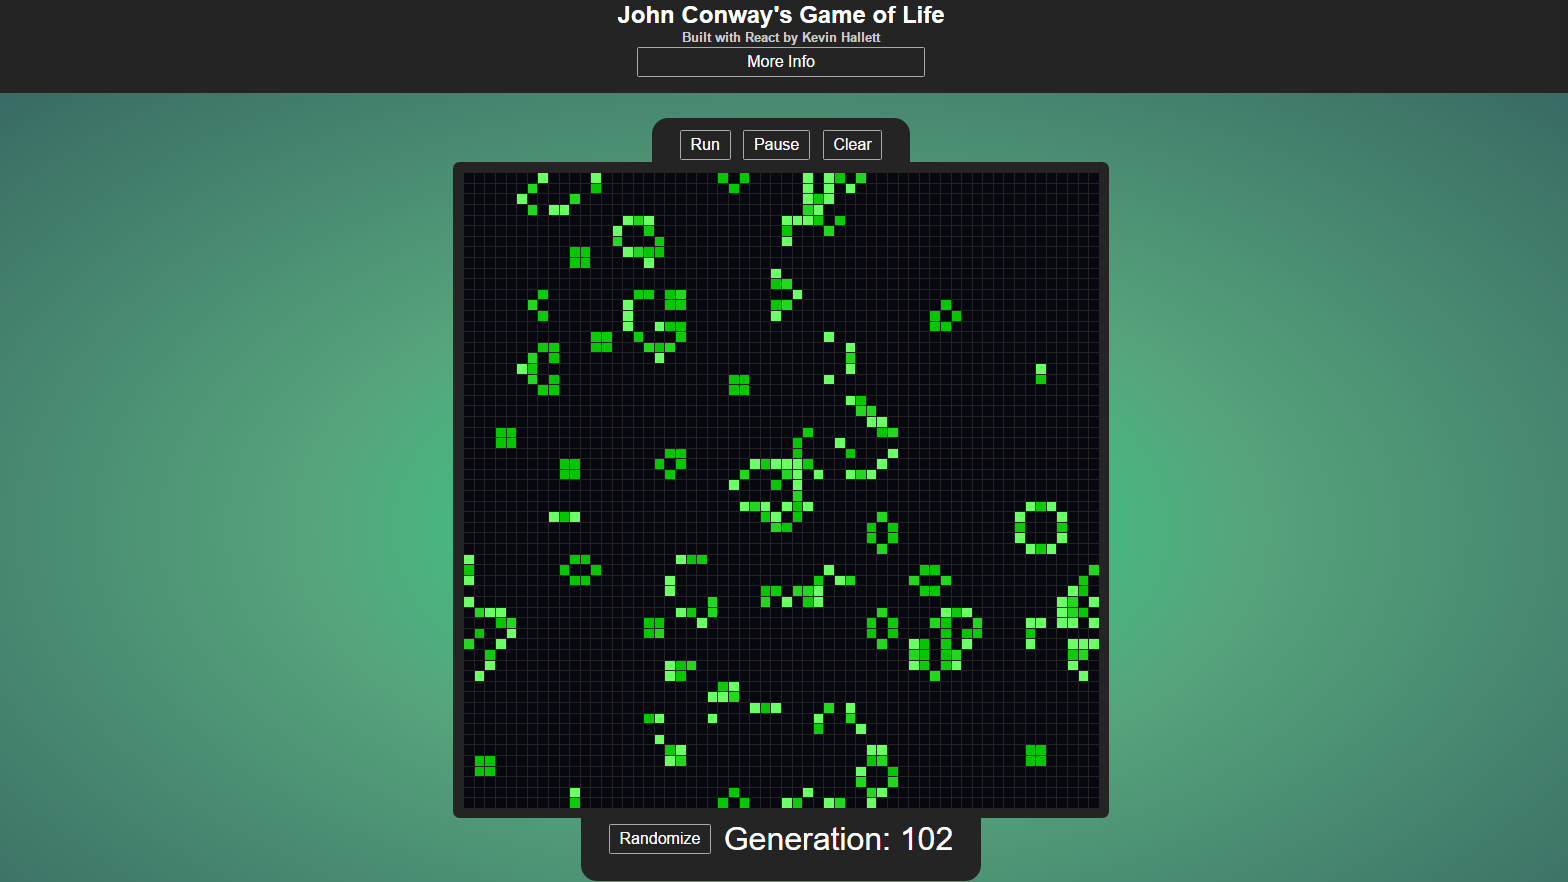 John Conway's Game of Life
Built with React by Kevin Hallett
More Info
Run Pause Clear
Randomize Generation: 102